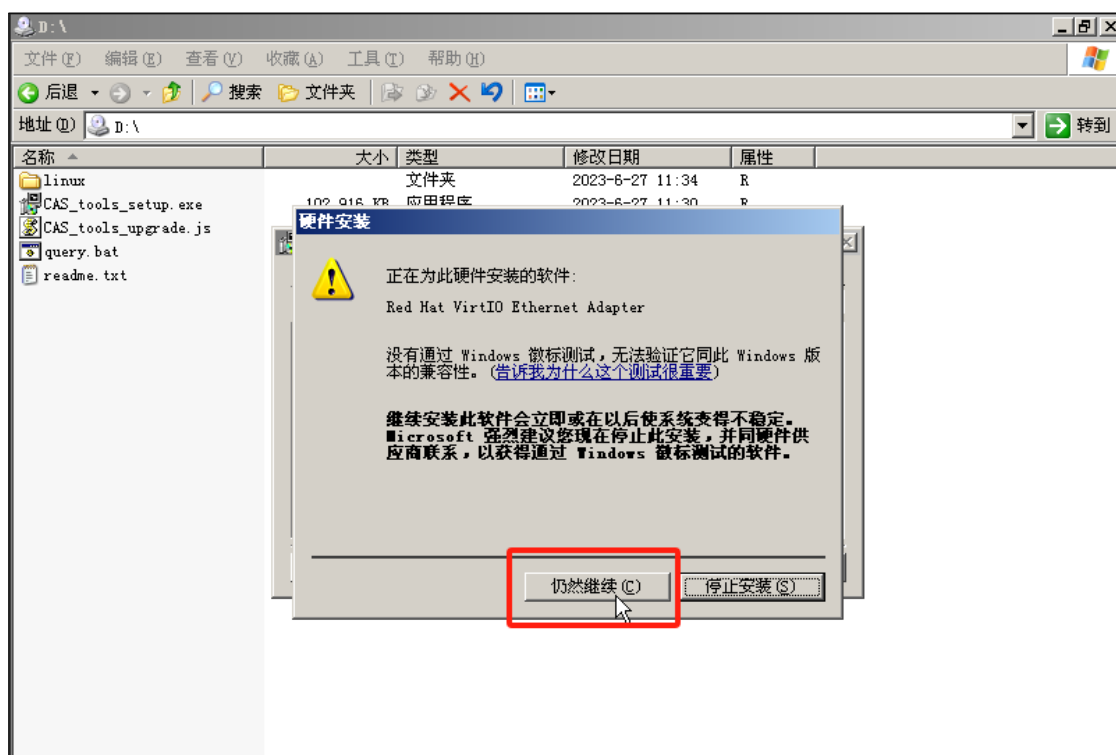 D:\
文件(F) 编辑(E) 查看(V) 收藏(A) 工具(T) 帮助(H)
后退 搜索 文件夹
地址(D) D:\ 转到
名称 大小 类型 修改日期 属性
linux 文件夹 2023-6-27 11:34 R
CAS_tools_setup.exe 102,916 KB 应用程序 2023-6-27 11:30 R
CAS_tools_upgrade.js
query.bat
readme.txt
硬件安装
正在为此硬件安装的软件:
Red Hat VirtIO Ethernet Adapter
没有通过 Windows 徽标测试，无法验证它同此 Windows 版
本的兼容性。(告诉我为什么这个测试很重要)
继续安装此软件会立即或在以后使系统变得不稳定。
Microsoft 强烈建议您现在停止此安装，并同硬件供
应商联系，以获得通过 Windows 徽标测试的软件。
仍然继续(C) 停止安装(S)